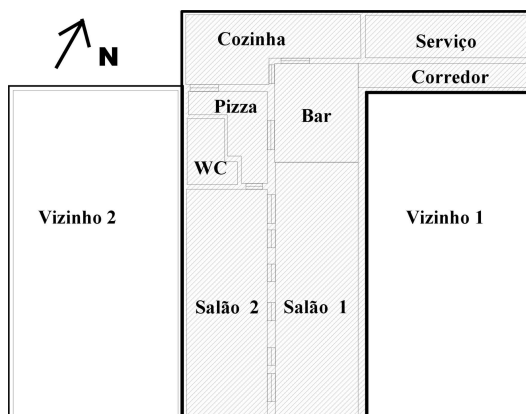 Cozinha
Serviço
N
Corredor
Pizza
Bar
WC
Vizinho 2
Vizinho 1
Salão 2
Salão 1